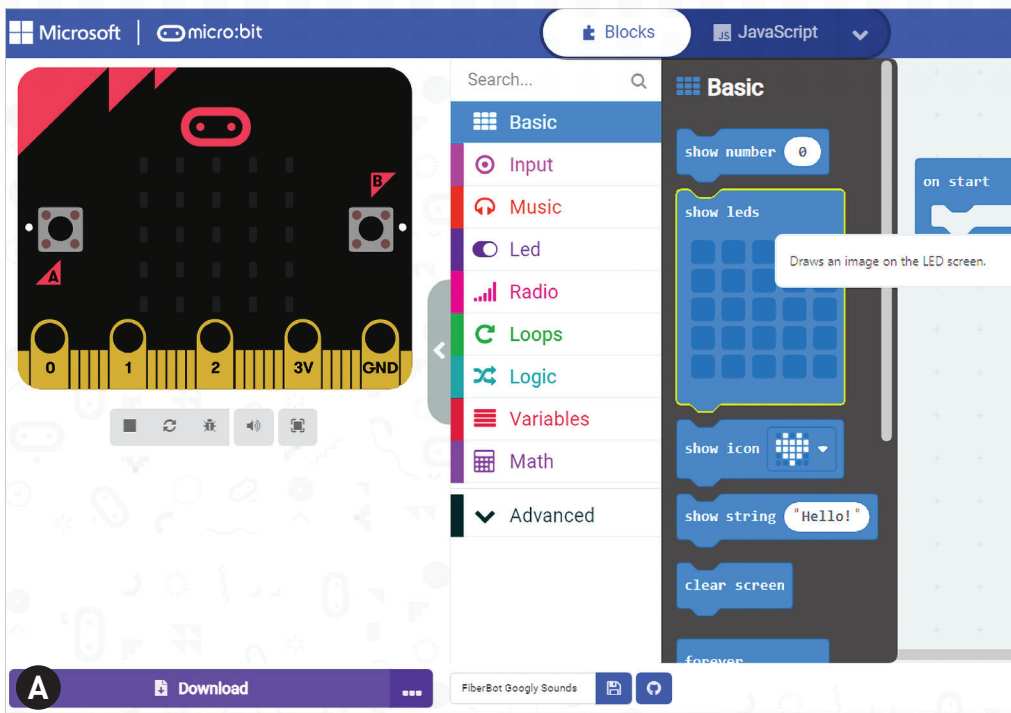 Microsoft micro:bit
Blocks
JS JavaScript
B
A
0 1 2 3V GND
Search...
Basic
Input
Music
Led
Radio
Loops
Logic
Variables
Math
Advanced
Basic
show number 0
show leds
Draws an image on the LED screen.
show icon
show string "Hello!"
clear screen
forever
on start
A
Download
...
FiberBot Googly Sounds